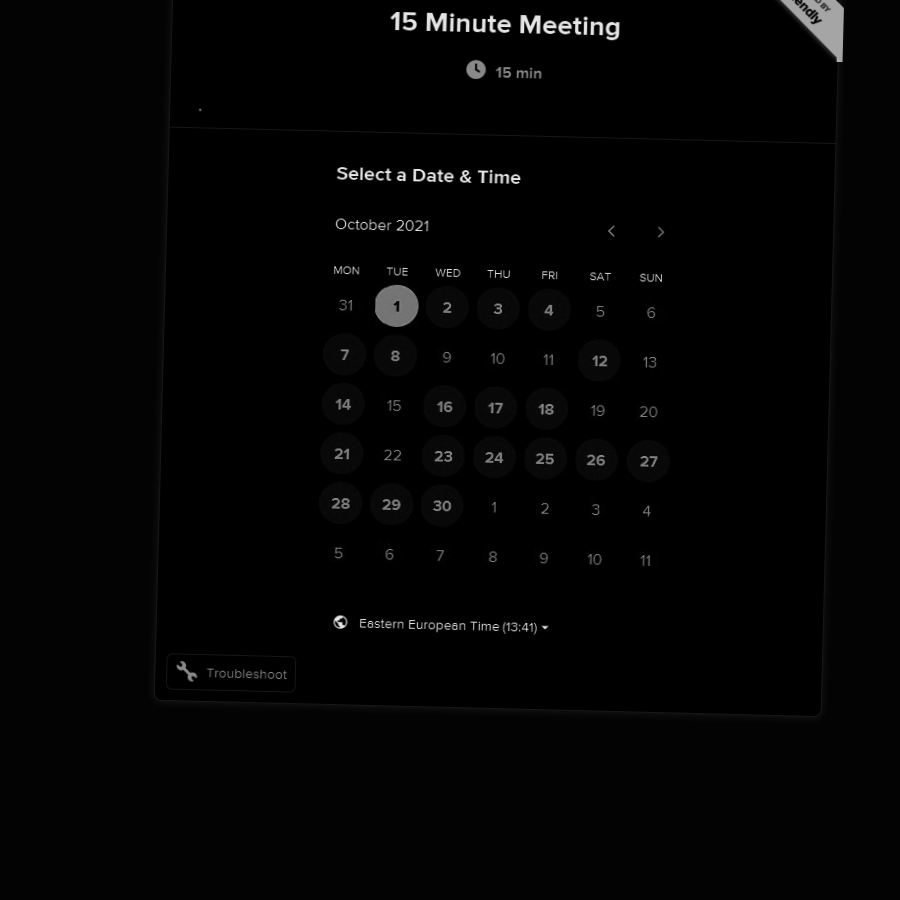 15 Minute Meeting
15 min
Select a Date & Time
October 2021
MON TUE WED THU FRI SAT SUN
31 1 2 3 4 5 6
7 8 9 10 11 12 13
14 15 16 17 18 19 20
21 22 23 24 25 26 27
28 29 30 1 2 3 4
5 6 7 8 9 10 11
Eastern European Time (13:41)
Troubleshoot